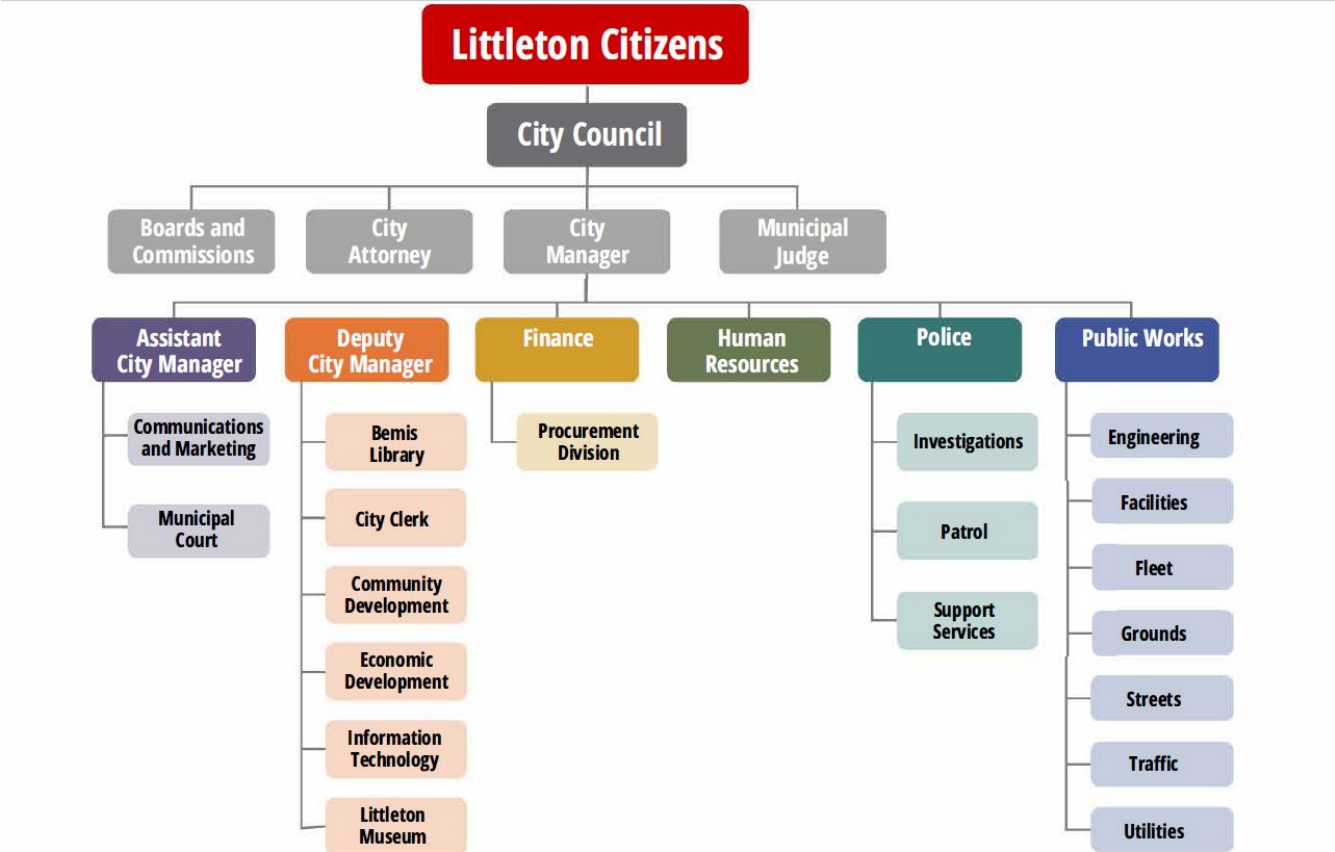 Littleton Citizens
City Council
Boards and
Commissions
City
Attorney
City
Manager
Municipal
Judge
Assistant
City Manager
Deputy
City Manager
Finance
Human
Resources
Police
Public Works
Communications
and Marketing
Municipal
Court
Bemis
Library
City Clerk
Community
Development
Economic
Development
Information
Technology
Littleton
Museum
Procurement
Division
Investigations
Patrol
Support
Services
Engineering
Facilities
Fleet
Grounds
Streets
Traffic
Utilities